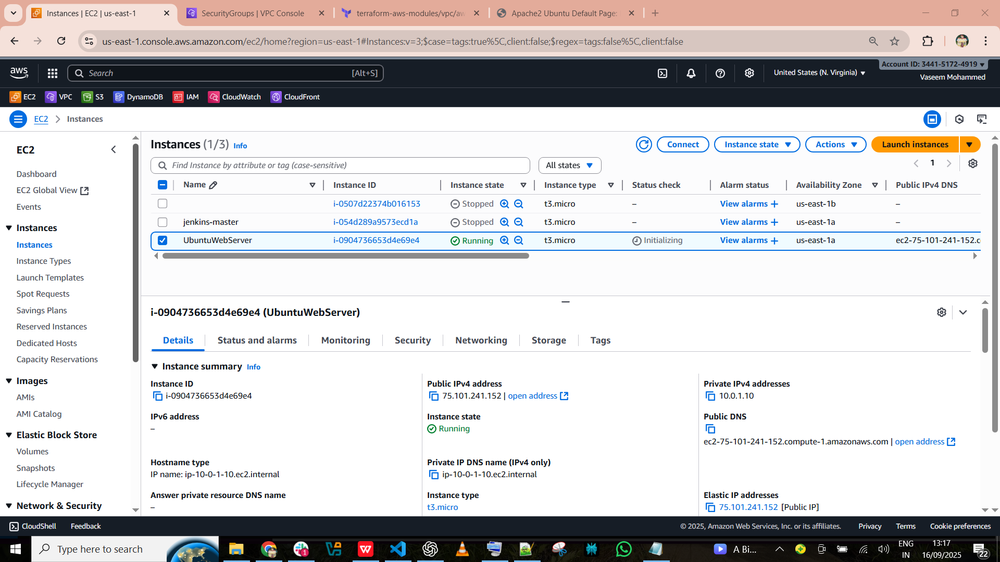 Instances | EC2 | us-east-1
SecurityGroups | VPC Console
terraform-aws-modules/vpc/aw
Apache2 Ubuntu Default Page:
us-east-1.console.aws.amazon.com/ec2/home?region=us-east-1#Instances:v=3;$case=tags:true%5C,client:false;$regex=tags:false%5C,client:false
aws
Search
[Alt+S]
United States (N. Virginia)
Account ID: 3441-5172-4919
Vaseem Mohammed
EC2 VPC S3 DynamoDB IAM CloudWatch CloudFront
EC2 Instances
EC2
Dashboard
EC2 Global View
Events
Instances
Instances
Instance Types
Launch Templates
Spot Requests
Savings Plans
Reserved Instances
Dedicated Hosts
Capacity Reservations
Images
AMIs
AMI Catalog
Elastic Block Store
Volumes
Snapshots
Lifecycle Manager
Network & Security
Instances (1/3) Info
Connect
Instance state
Actions
Launch instances
Find Instance by attribute or tag (case-sensitive)
All states
1
Name Instance ID Instance state Instance type Status check Alarm status Availability Zone Public IPv4 DNS
i-0507d22374b016153 Stopped t3.micro – View alarms + us-east-1b –
jenkins-master i-054d289a9573ecd1a Stopped t3.micro – View alarms + us-east-1a –
UbuntuWebServer i-0904736653d4e69e4 Running t3.micro Initializing View alarms + us-east-1a ec2-75-101-241-152.c
i-0904736653d4e69e4 (UbuntuWebServer)
Details Status and alarms Monitoring Security Networking Storage Tags
Instance summary Info
Instance ID
i-0904736653d4e69e4
Public IPv4 address
75.101.241.152 | open address
Private IPv4 addresses
10.0.1.10
IPv6 address
–
Instance state
Running
Public DNS
ec2-75-101-241-152.compute-1.amazonaws.com | open address
Hostname type
IP name: ip-10-0-1-10.ec2.internal
Private IP DNS name (IPv4 only)
ip-10-0-1-10.ec2.internal
Answer private resource DNS name
–
Instance type
t3.micro
Elastic IP addresses
75.101.241.152 [Public IP]
CloudShell Feedback
© 2025, Amazon Web Services, Inc. or its affiliates. Privacy Terms Cookie preferences
Type here to search
1
A Bi...
ENG
IN
13:17
16/09/2025
22